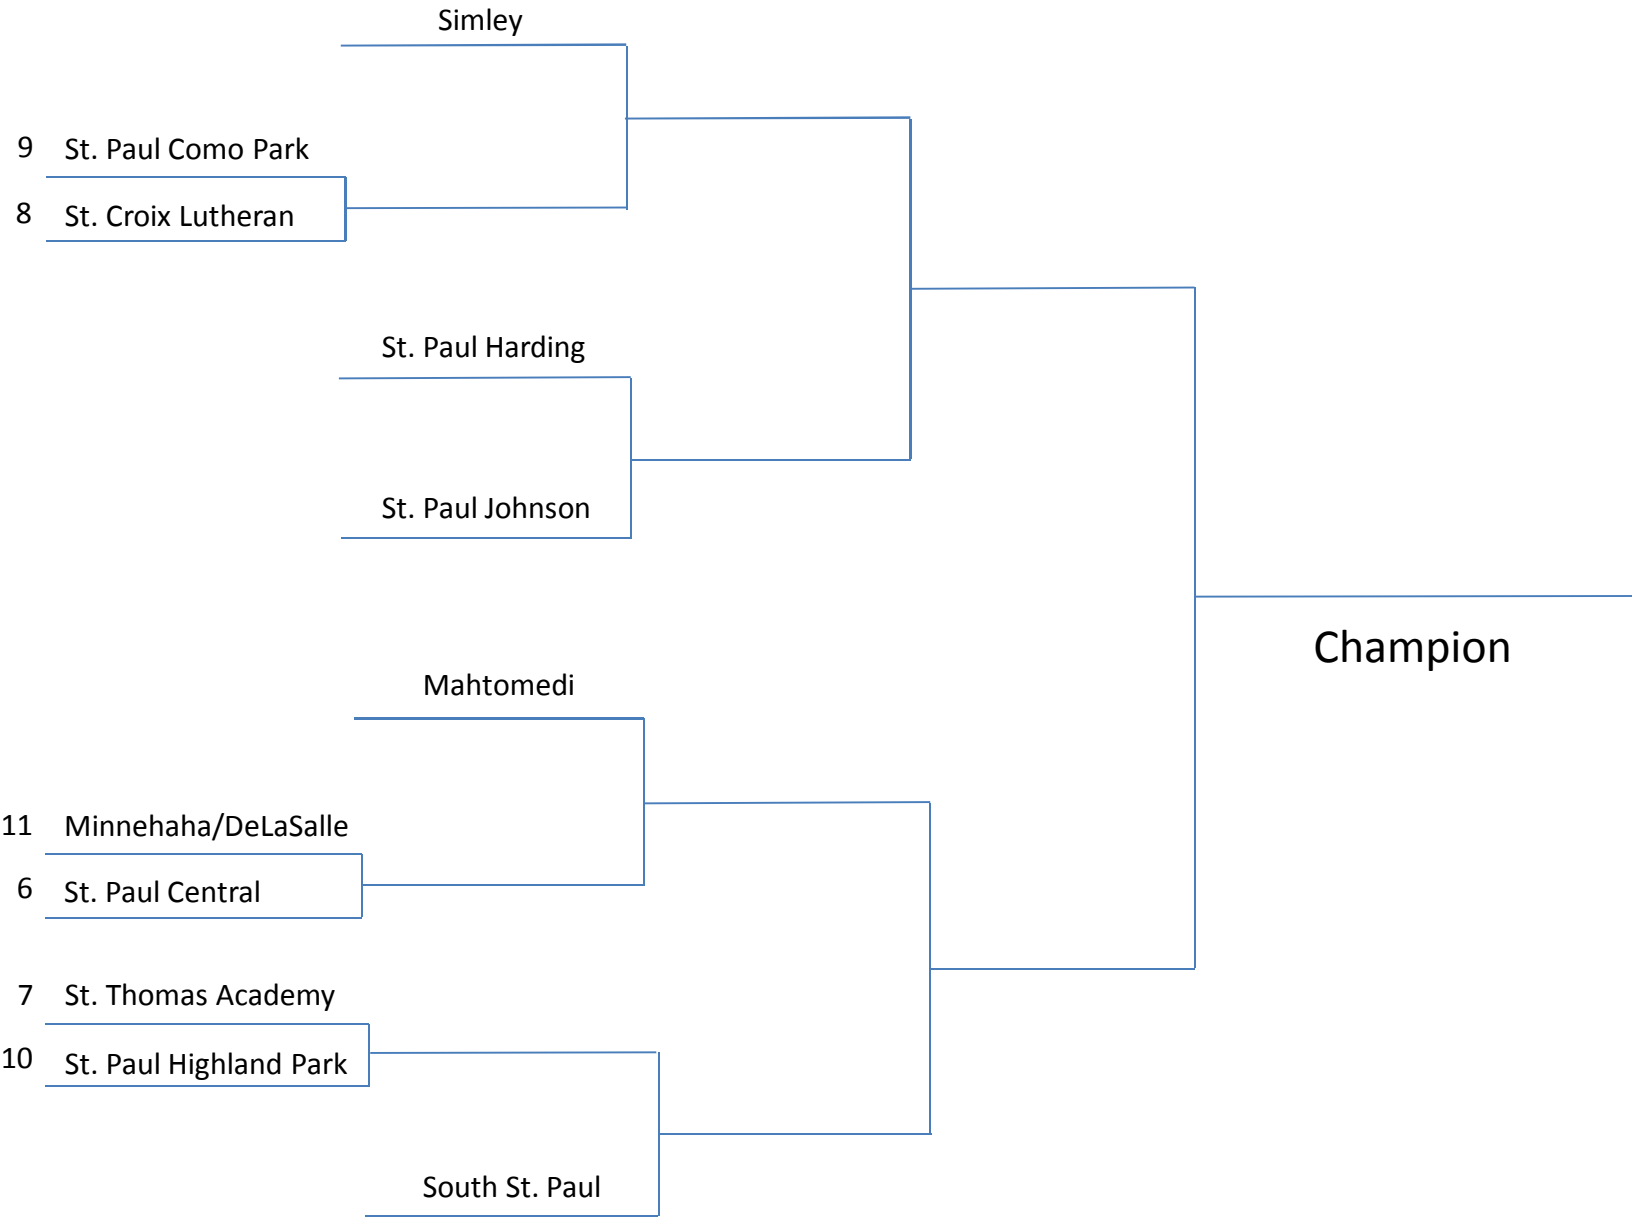 Simley
9 St. Paul Como Park
8 St. Croix Lutheran
St. Paul Harding
St. Paul Johnson
Champion
Mahtomedi
11 Minnehaha/DeLaSalle
6 St. Paul Central
7 St. Thomas Academy
10 St. Paul Highland Park
South St. Paul